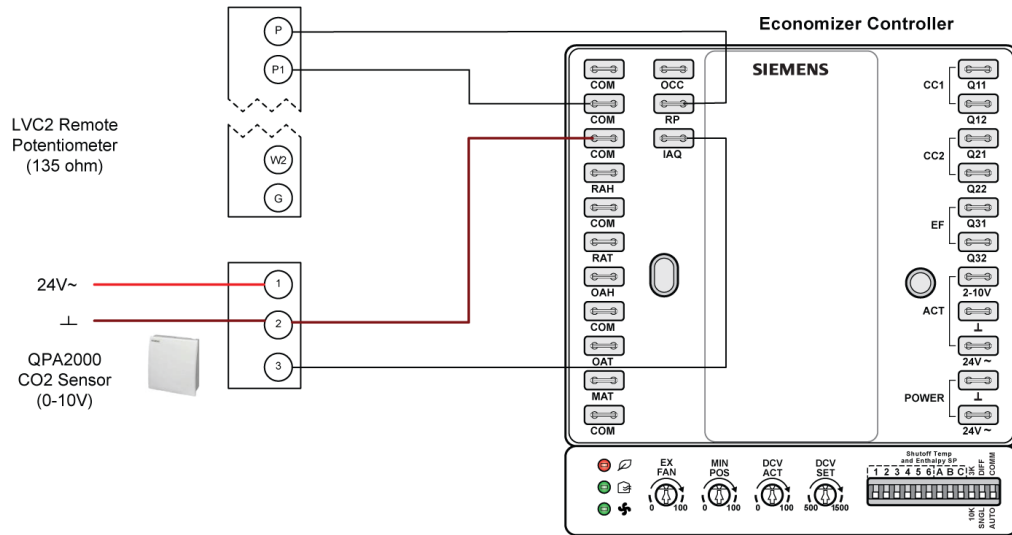 Economizer Controller
SIEMENS
P
P1
W2
G
LVC2 Remote
Potentiometer
(135 ohm)
24V~
⊥
1
2
3
QPA2000
CO2 Sensor
(0-10V)
COM
COM
COM
RAH
COM
RAT
OAH
COM
OAT
MAT
COM
OCC
RP
IAQ
CC1
Q11
Q12
CC2
Q21
Q22
EF
Q31
Q32
ACT
2-10V
⊥
24V ~
POWER
⊥
24V ~
EX
FAN
0 100
MIN
POS
0 100
DCV
ACT
0 100
DCV
SET
500 1500
Shutoff Temp
and Enthalpy SP
1 2 3 4 5 6 A B C 3K DIFF COMM
10K SNGL AUTO